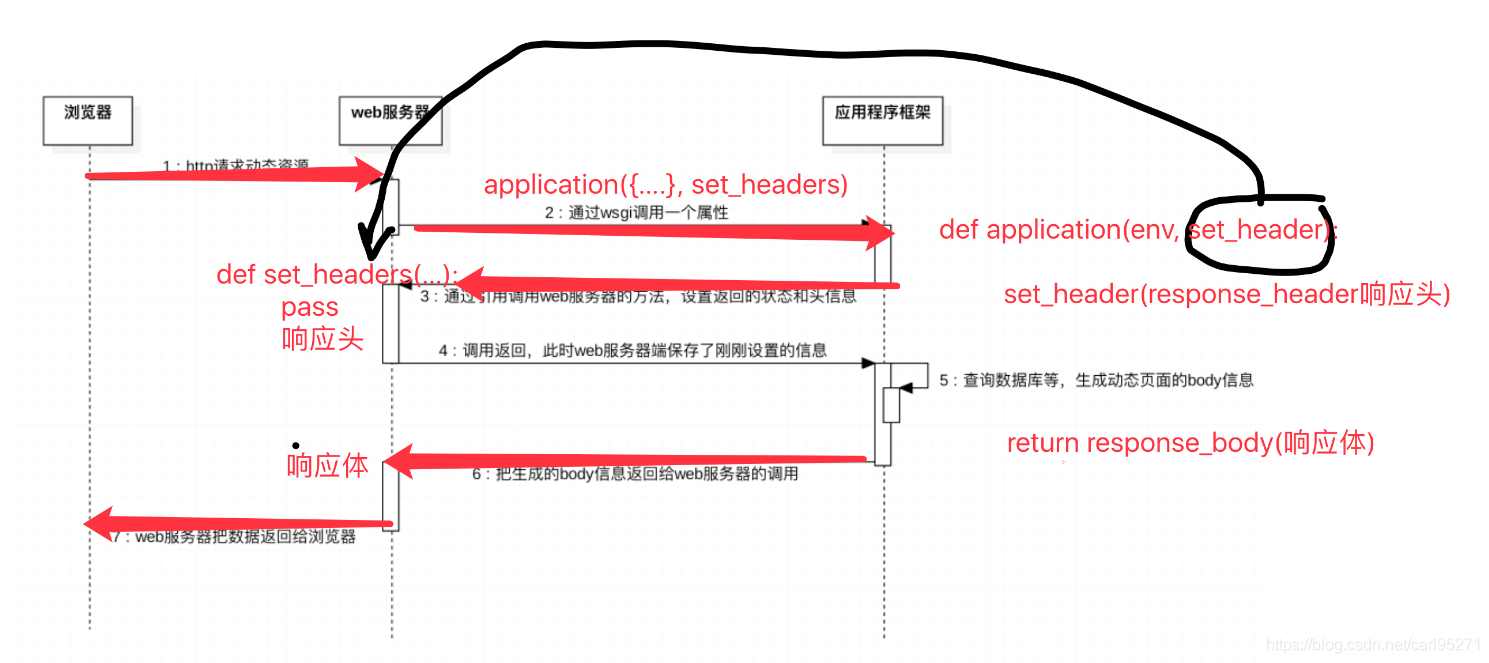 浏览器
web服务器
应用程序框架
1：http请求动态资源
application({....}, set_headers)
2：通过wsgi调用一个属性
def application(env, set_header):
def set_headers(...):
pass
响应头
3：通过引用调用web服务器的方法，设置返回的状态和头信息
set_header(response_header响应头)
4：调用返回，此时web服务器端保存了刚刚设置的信息
5：查询数据库等，生成动态页面的body信息
return response_body(响应体)
响应体
6：把生成的body信息返回给web服务器的调用
7：web服务器把数据返回给浏览器
https://blog.csdn.net/carl95271